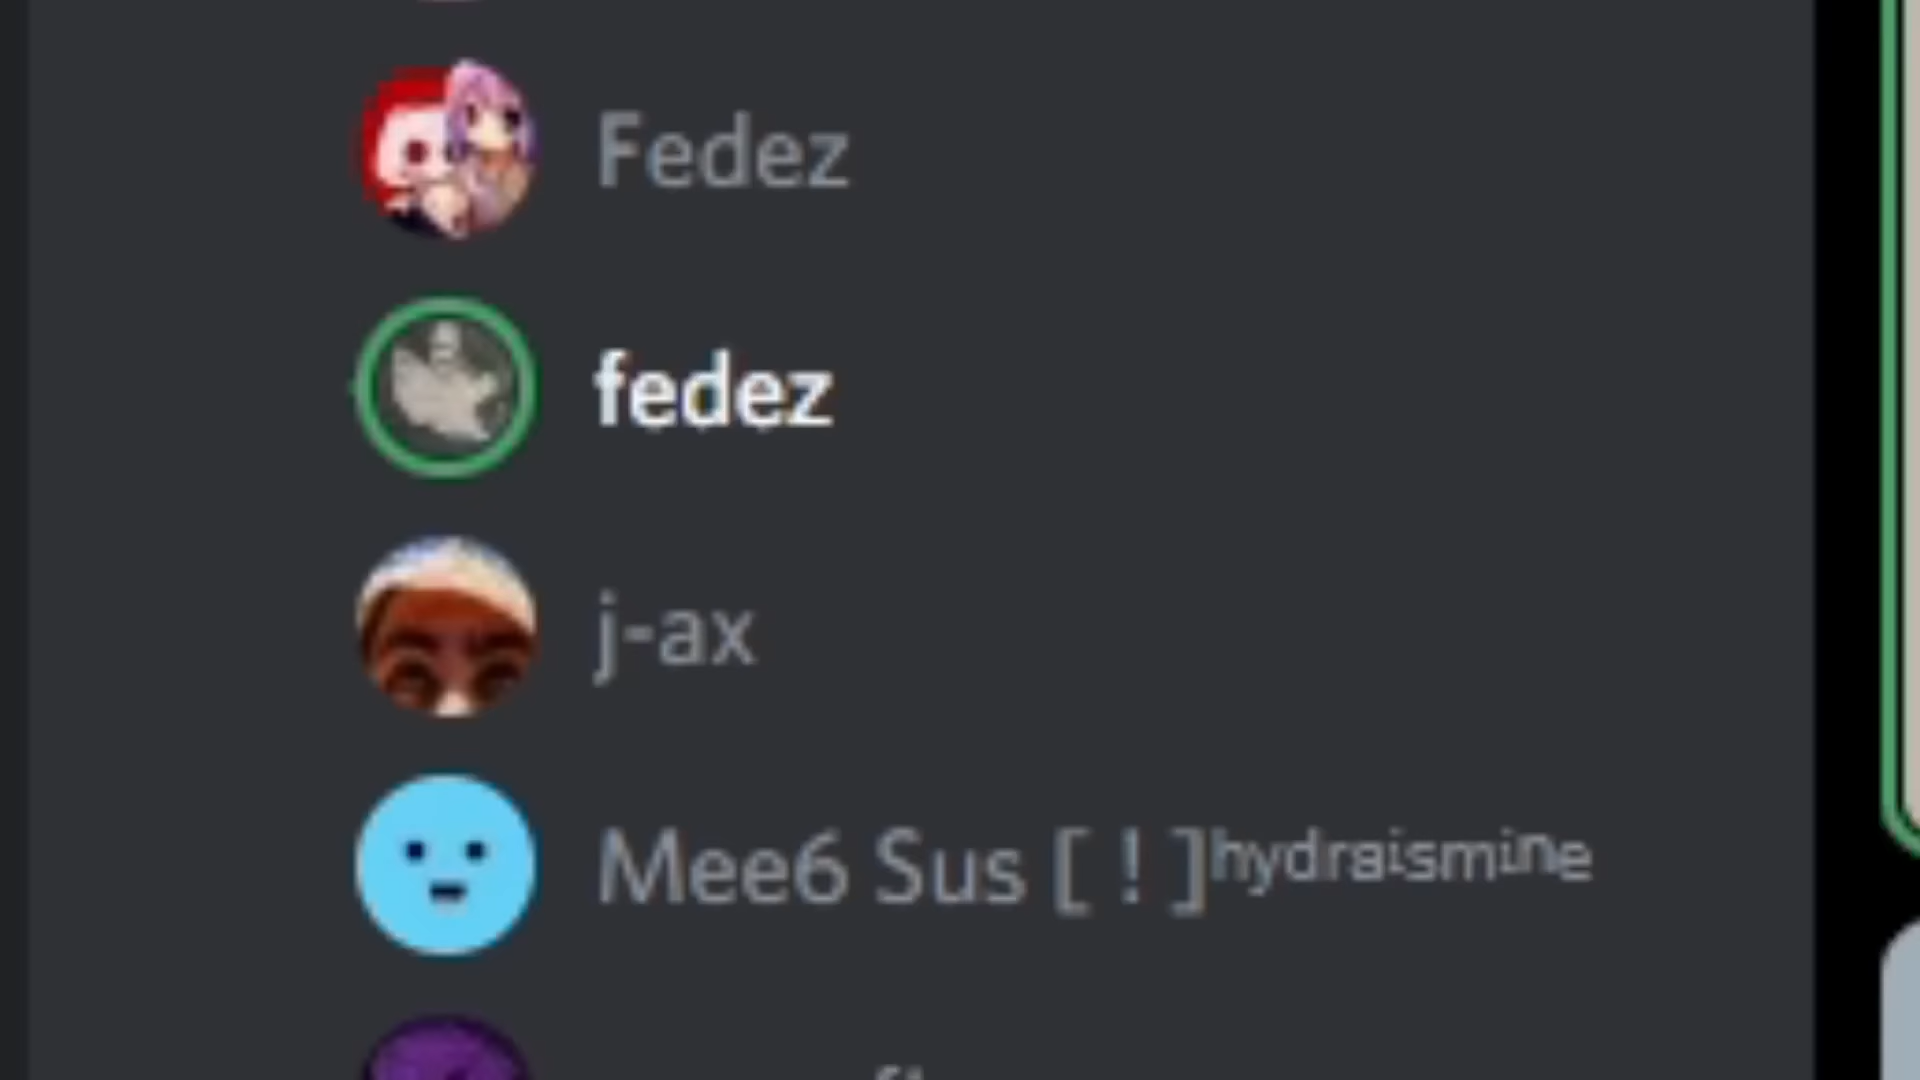 Fedez
fedez
j-ax
Mee6 Sus [ ! ]ʰʸᵈʳᵃⁱˢᵐⁱⁿᵉ